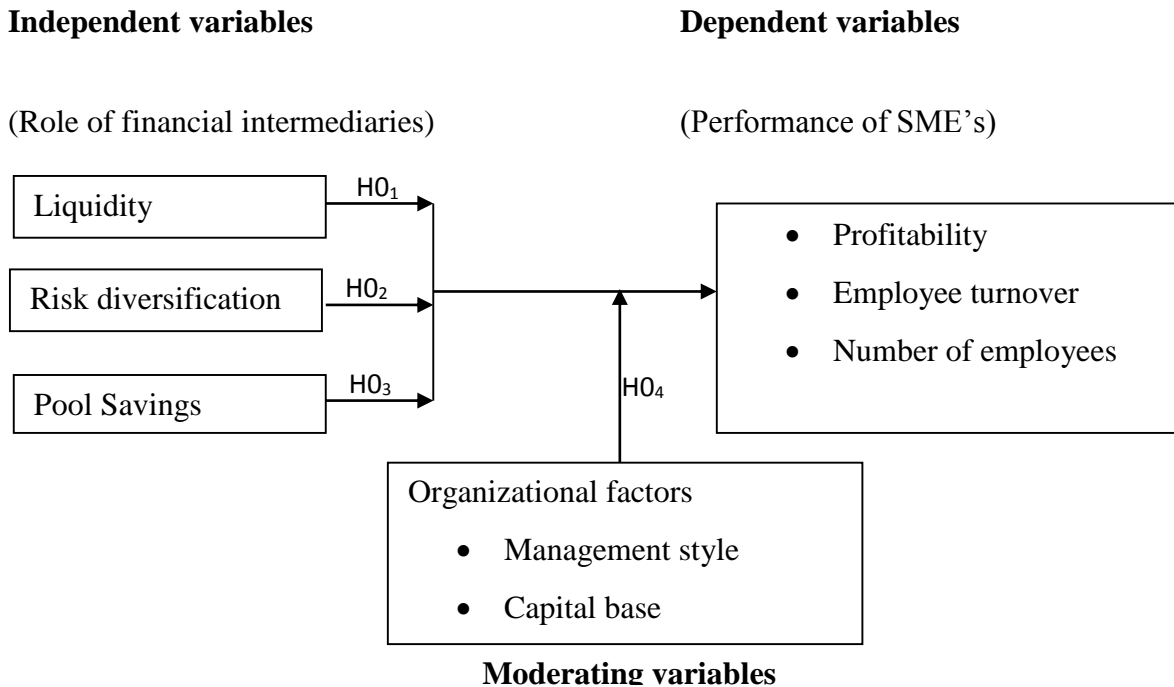 Independent variables
Dependent variables
(Role of financial intermediaries)
(Performance of SME’s)
Liquidity
H0₁
Risk diversification
H0₂
Pool Savings
H0₃
• Profitability
• Employee turnover
• Number of employees
H0₄
Organizational factors
• Management style
• Capital base
Moderating variables